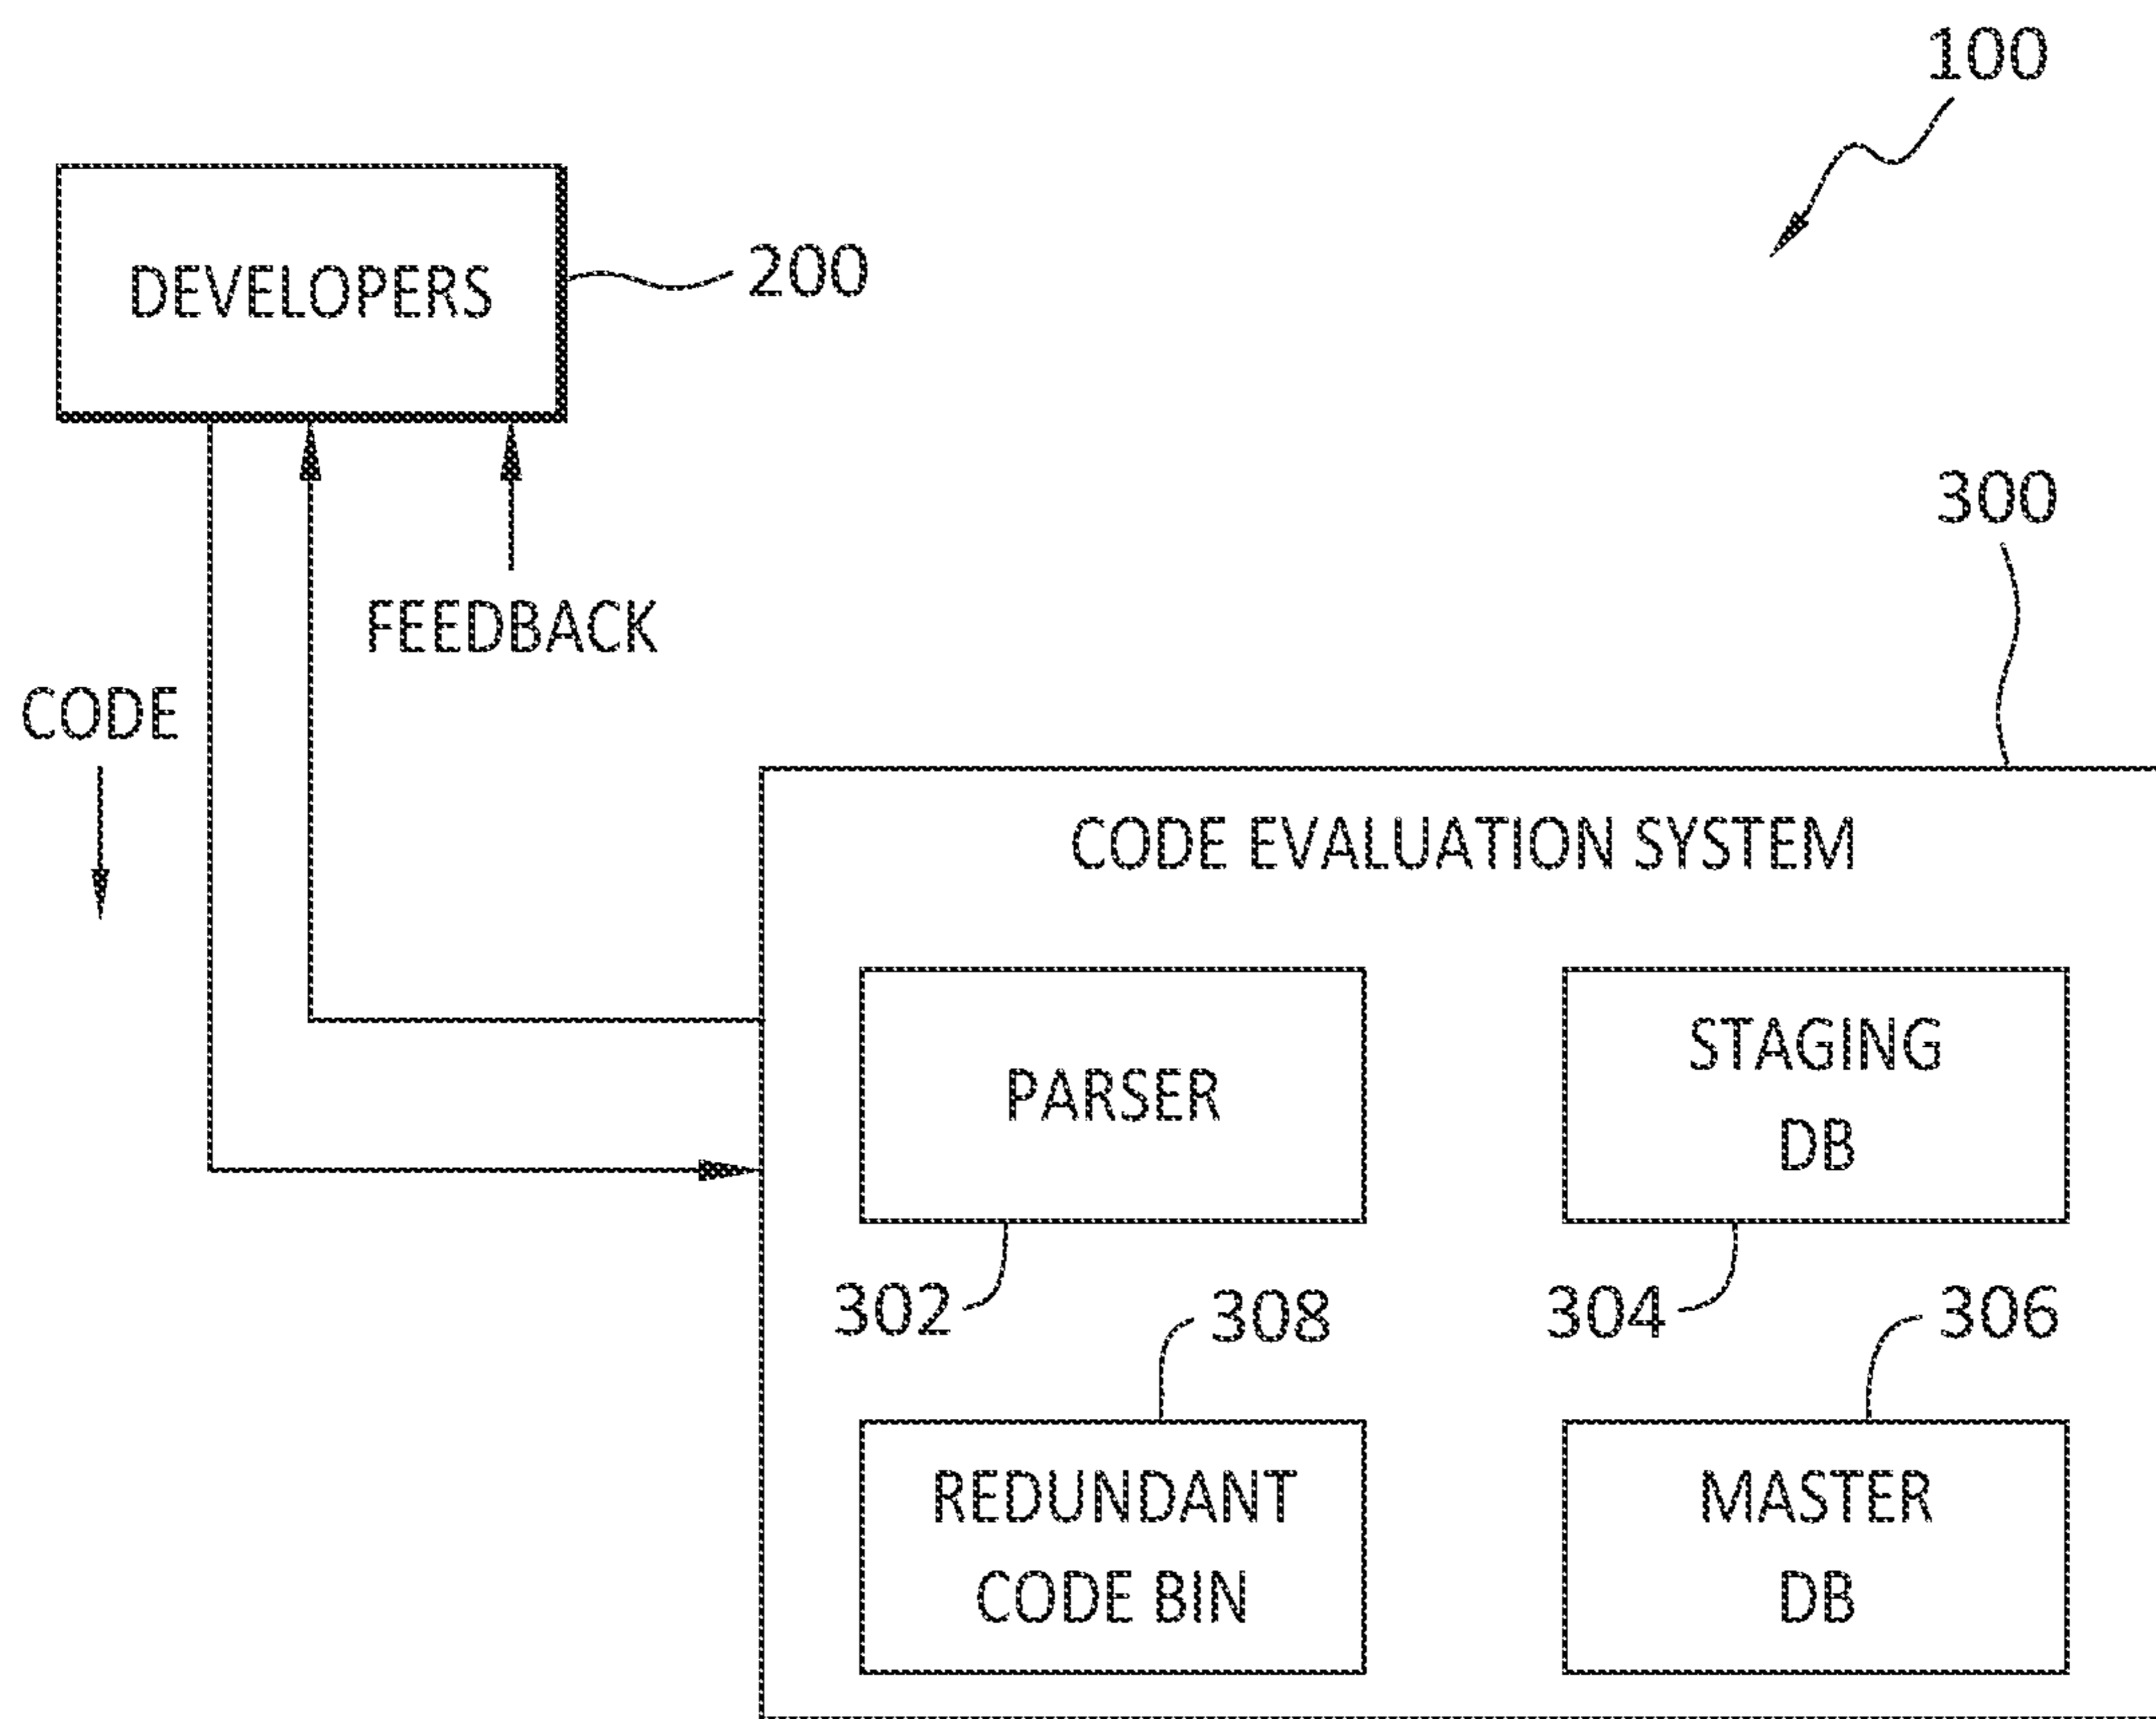 100
DEVELOPERS
200
FEEDBACK
CODE
300
CODE EVALUATION SYSTEM
PARSER
STAGING
DB
302
308
304
306
REDUNDANT
CODE BIN
MASTER
DB